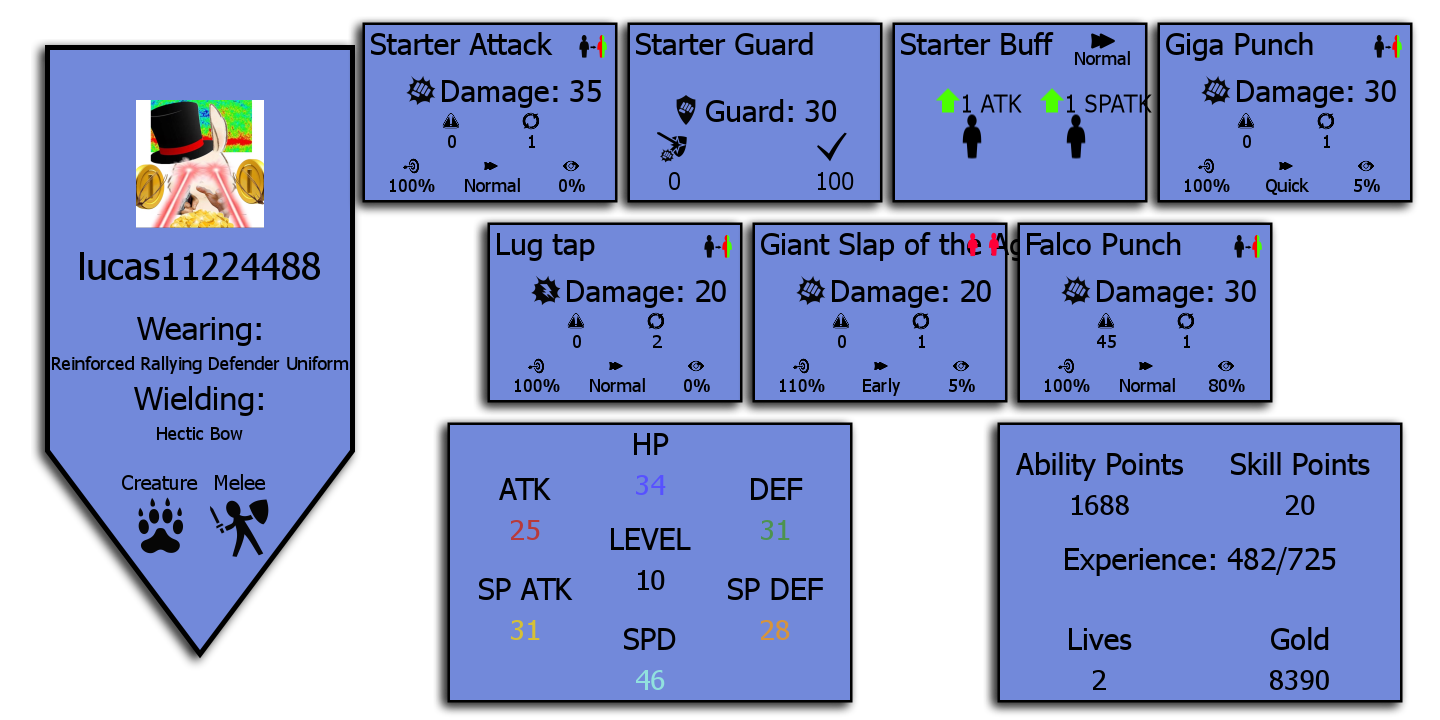 lucas11224488
Wearing:
Reinforced Rallying Defender Uniform
Wielding:
Hectic Bow
Creature Melee
Starter Attack
Damage: 35
0 1
100% Normal 0%
Starter Guard
Guard: 30
0 100
Starter Buff
Normal
1 ATK 1 SPATK
Giga Punch
Damage: 30
0 1
100% Quick 5%
Lug tap
Damage: 20
0 2
100% Normal 0%
Giant Slap of the Ag
Damage: 20
0 1
110% Early 5%
Falco Punch
Damage: 30
45 1
100% Normal 80%
HP
34
ATK DEF
25 31
LEVEL
10
SP ATK SP DEF
31 28
SPD
46
Ability Points Skill Points
1688 20
Experience: 482/725
Lives Gold
2 8390